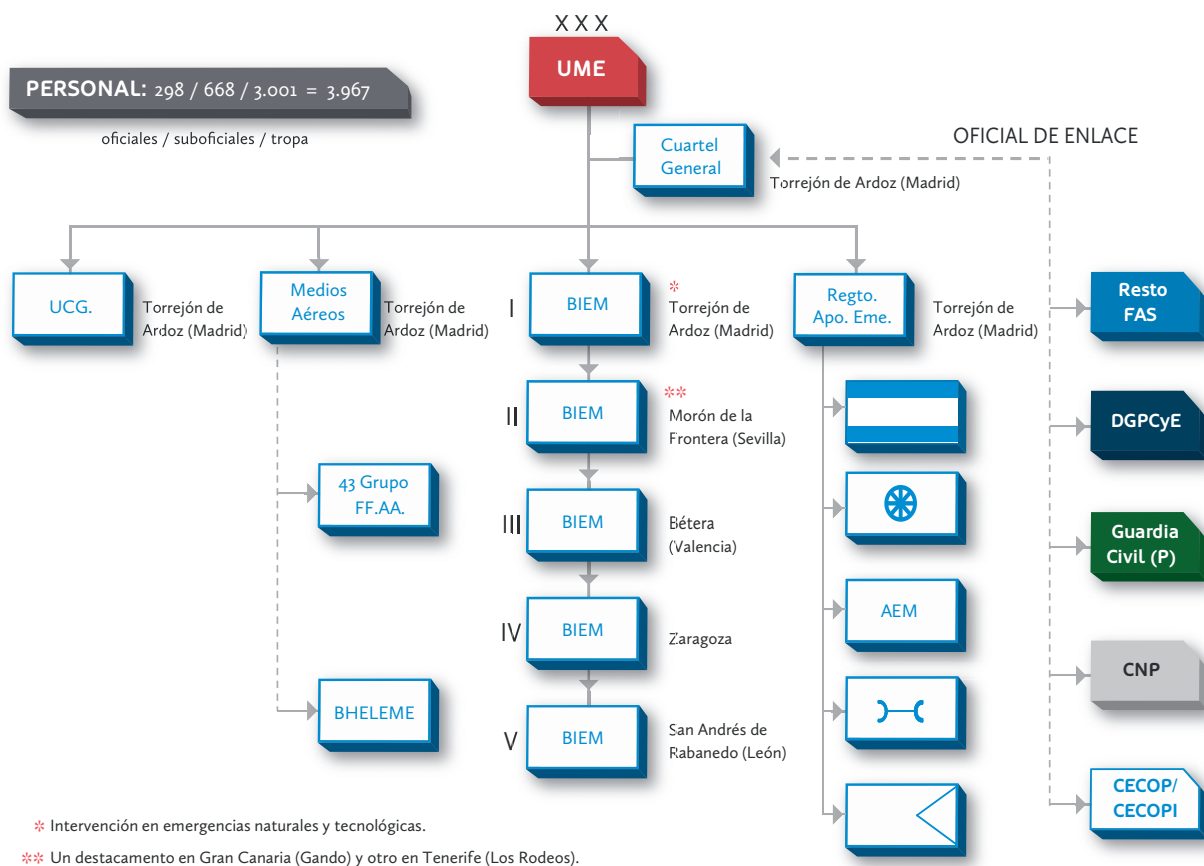 X X X
UME
PERSONAL: 298 / 668 / 3.001 = 3.967
oficiales / suboficiales / tropa
Cuartel
General
Torrejón de Ardoz (Madrid)
OFICIAL DE ENLACE
UCG.
Torrejón de
Ardoz (Madrid)
Medios
Aéreos
Torrejón de
Ardoz (Madrid)
I
BIEM
*
Torrejón de
Ardoz (Madrid)
Regto.
Apo. Eme.
Torrejón de
Ardoz (Madrid)
Resto
FAS
II
BIEM
**
Morón de la
Frontera (Sevilla)
DGPCyE
43 Grupo
FF.AA.
III
BIEM
Bétera
(Valencia)
Guardia
Civil (P)
IV
BIEM
Zaragoza
AEM
CNP
BHELEME
V
BIEM
San Andrés de
Rabanedo (León)
CECOP/
CECOPI
* Intervención en emergencias naturales y tecnológicas.
** Un destacamento en Gran Canaria (Gando) y otro en Tenerife (Los Rodeos).